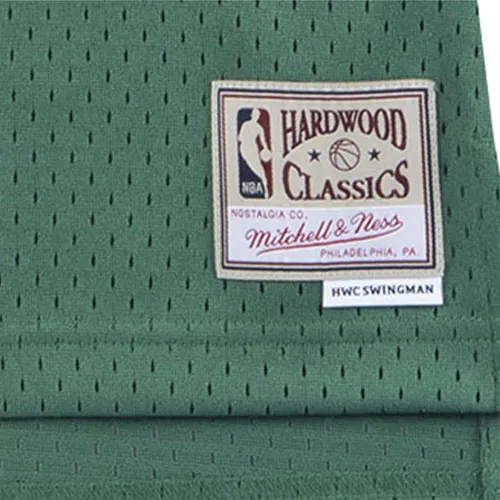 HARDWOOD
CLASSICS
NBA
NOSTALGIA CO.
Mitchell & Ness
PHILADELPHIA, PA
HWC SWINGMAN